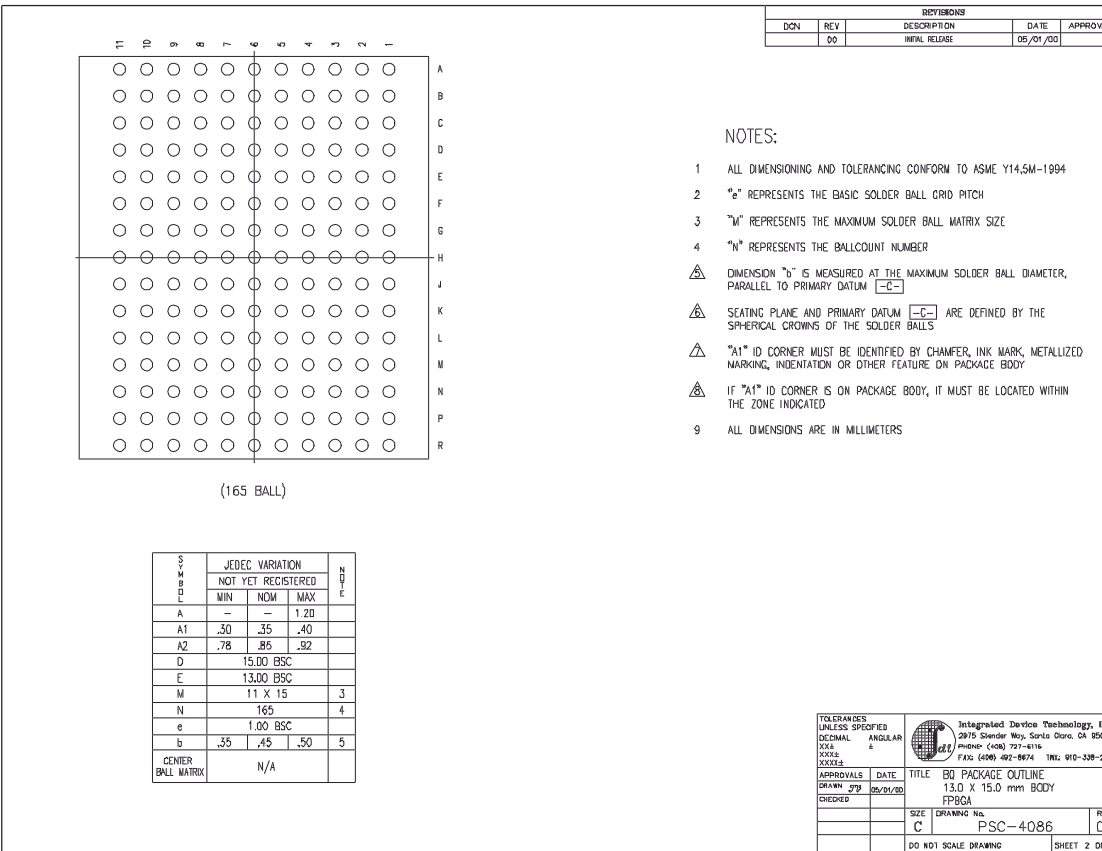 REVISIONS
DCN REV DESCRIPTION DATE
00 INITIAL RELEASE 05/01/00
11 10 9 8 7 6 5 4 3 2 1
A
B
C
D
E
F
G
H
J
K
L
M
N
P
R
(165 BALL)
NOTES:
1 ALL DIMENSIONING AND TOLERANCING CONFORM TO ASME Y14.5M-1994
2 "e" REPRESENTS THE BASIC SOLDER BALL GRID PITCH
3 "M" REPRESENTS THE MAXIMUM SOLDER BALL MATRIX SIZE
4 "N" REPRESENTS THE BALLCOUNT NUMBER
5 DIMENSION "b" IS MEASURED AT THE MAXIMUM SOLDER BALL DIAMETER,
PARALLEL TO PRIMARY DATUM -C-
6 SEATING PLANE AND PRIMARY DATUM -C- ARE DEFINED BY THE
SPHERICAL CROWNS OF THE SOLDER BALLS
7 "A1" ID CORNER MUST BE IDENTIFIED BY CHAMFER, INK MARK, METALLIZED
MARKING, INDENTATION OR OTHER FEATURE ON PACKAGE BODY
8 IF "A1" ID CORNER IS ON PACKAGE BODY, IT MUST BE LOCATED WITHIN
THE ZONE INDICATED
9 ALL DIMENSIONS ARE IN MILLIMETERS
SYMBOL JEDEC VARIATION NOTE
NOT YET REGISTERED
MIN NOM MAX
A – – 1.20
A1 .30 .35 .40
A2 .78 .85 .92
D 15.00 BSC
E 13.00 BSC
M 11 X 15 3
N 165 4
e 1.00 BSC
b .35 .45 .50 5
CENTER
BALL MATRIX N/A
TOLERANCES
UNLESS SPECIFIED
DECIMAL ANGULAR
XX± ±
XXX±
XXXX±
idt
Integrated Device Technology,
2975 Stender Way, Santa Clara, CA
PHONE: (408) 727-6116
FAX: (408) 492-8674 TWX:
APPROVALS DATE
DRAWN 05/01/00
CHECKED
TITLE BQ PACKAGE OUTLINE
13.0 X 15.0 mm BODY
FPBGA
SIZE DRAWING No.
C PSC-4086
DO NOT SCALE DRAWING SHEET 2